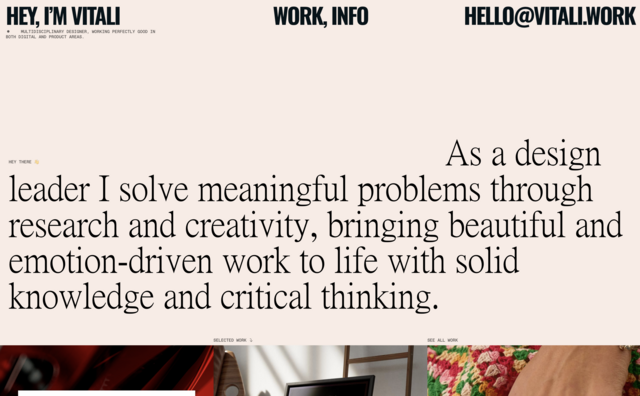 HEY, I'M VITALI
WORK, INFO
HELLO@VITALI.WORK
MULTIDISCIPLINARY DESIGNER, WORKING PERFECTLY GOOD IN
BOTH DIGITAL AND PRODUCT AREAS.
HEY THERE
As a design
leader I solve meaningful problems through
research and creativity, bringing beautiful and
emotion-driven work to life with solid
knowledge and critical thinking.
SELECTED WORK
SEE ALL WORK